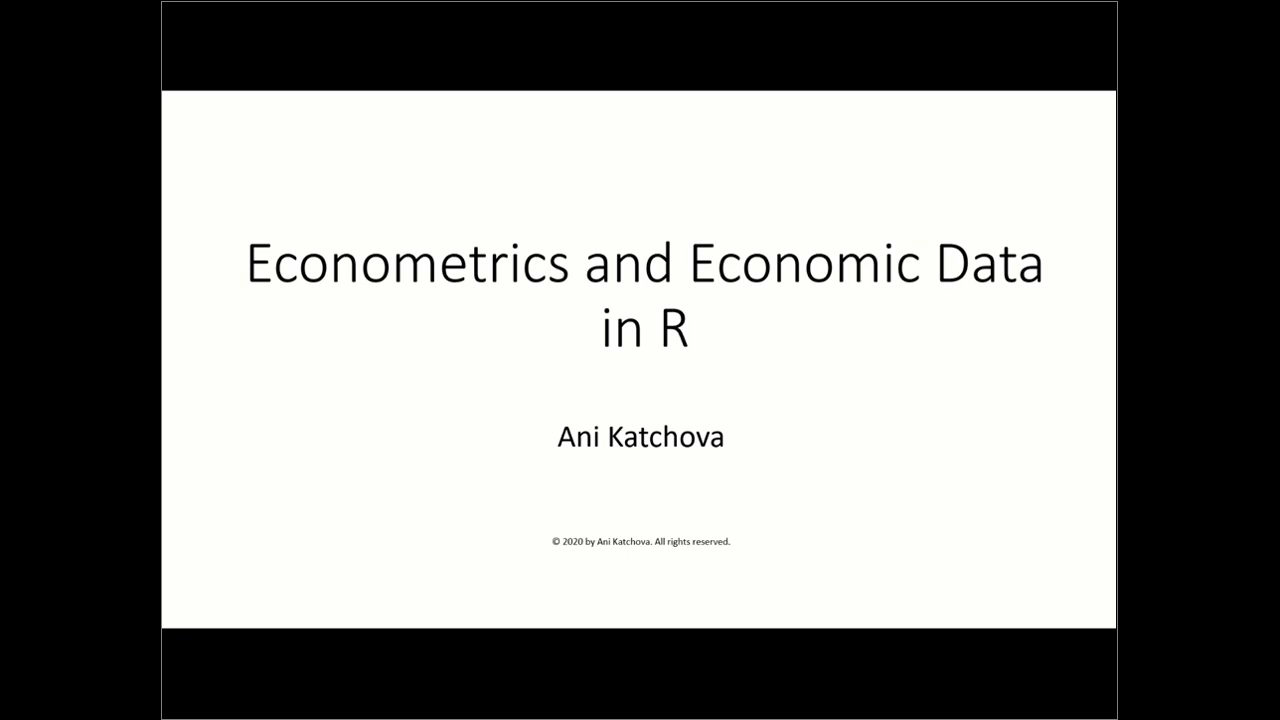 Econometrics and Economic Data
in R
Ani Katchova
© 2020 by Ani Katchova. All rights reserved.